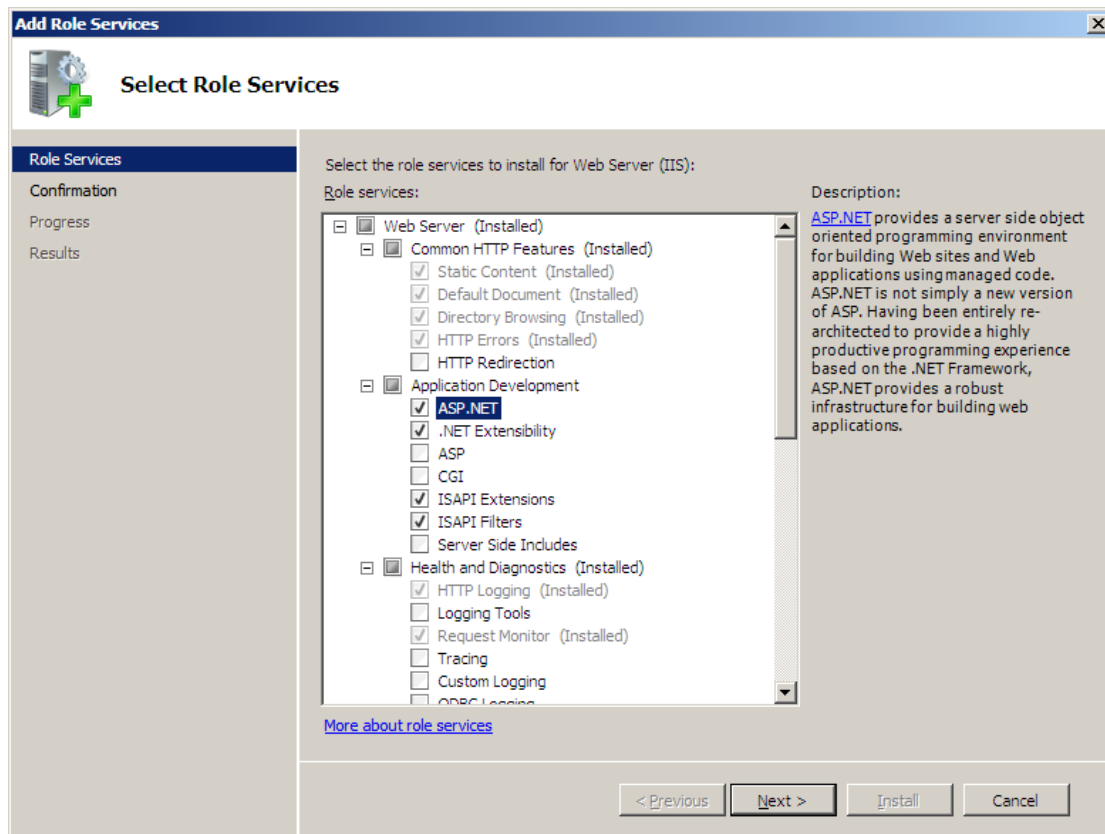 Add Role Services
Select Role Services
Role Services
Confirmation
Progress
Results
Select the role services to install for Web Server (IIS):
Role services:
Web Server (Installed)
Common HTTP Features (Installed)
Static Content (Installed)
Default Document (Installed)
Directory Browsing (Installed)
HTTP Errors (Installed)
HTTP Redirection
Application Development
ASP.NET
.NET Extensibility
ASP
CGI
ISAPI Extensions
ISAPI Filters
Server Side Includes
Health and Diagnostics (Installed)
HTTP Logging (Installed)
Logging Tools
Request Monitor (Installed)
Tracing
Custom Logging
ODBC Logging
More about role services
Description:
ASP.NET provides a server side object
oriented programming environment
for building Web sites and Web
applications using managed code.
ASP.NET is not simply a new version
of ASP. Having been entirely re-
architected to provide a highly
productive programming experience
based on the .NET Framework,
ASP.NET provides a robust
infrastructure for building web
applications.
< Previous
Next >
Install
Cancel